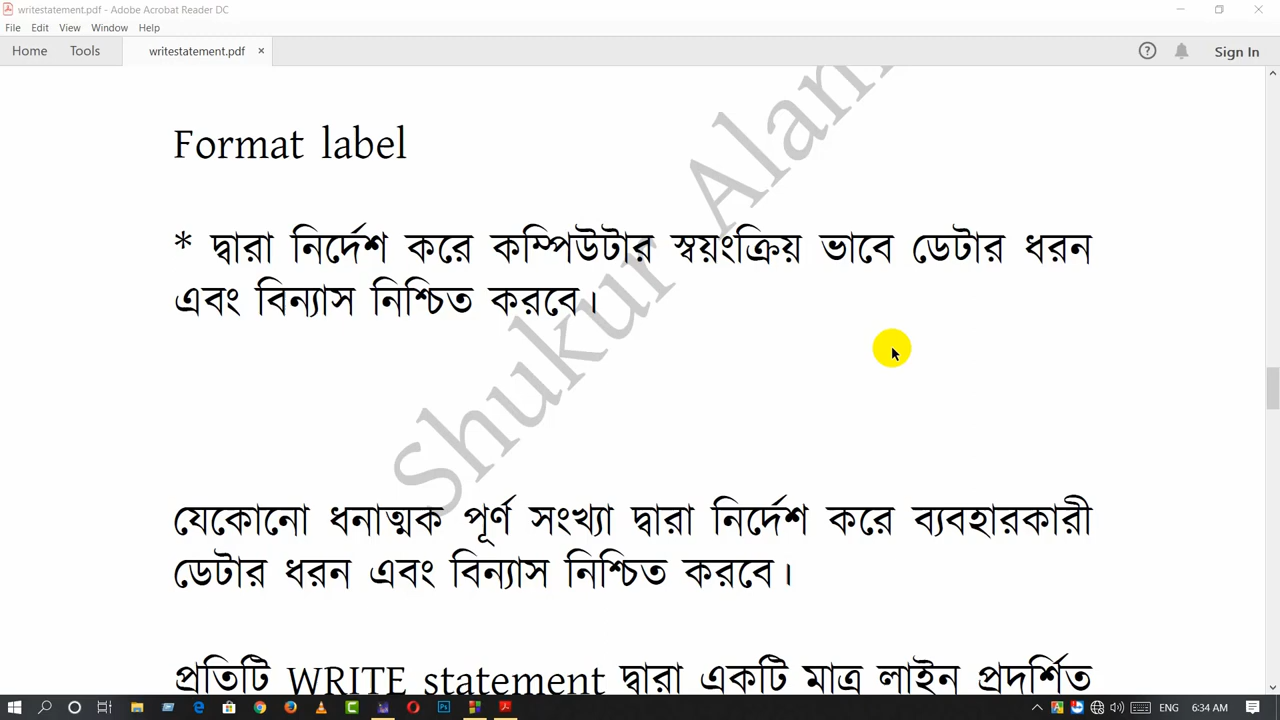 writestatement.pdf - Adobe Acrobat Reader DC
File Edit View Window Help
Home Tools writestatement.pdf × Sign In
Format label
* দ্বারা নির্দেশ করে কম্পিউটার স্বয়ংক্রিয় ভাবে ডেটার ধরন
এবং বিন্যাস নিশ্চিত করবে।
Shukur Alam
যেকোনো ধনাত্মক পূর্ণ সংখ্যা দ্বারা নির্দেশ করে ব্যবহারকারী
ডেটার ধরন এবং বিন্যাস নিশ্চিত করবে।
প্রতিটি WRITE statement দ্বারা একটি মাত্র লাইন প্রদর্শিত
ENG 6:34 AM